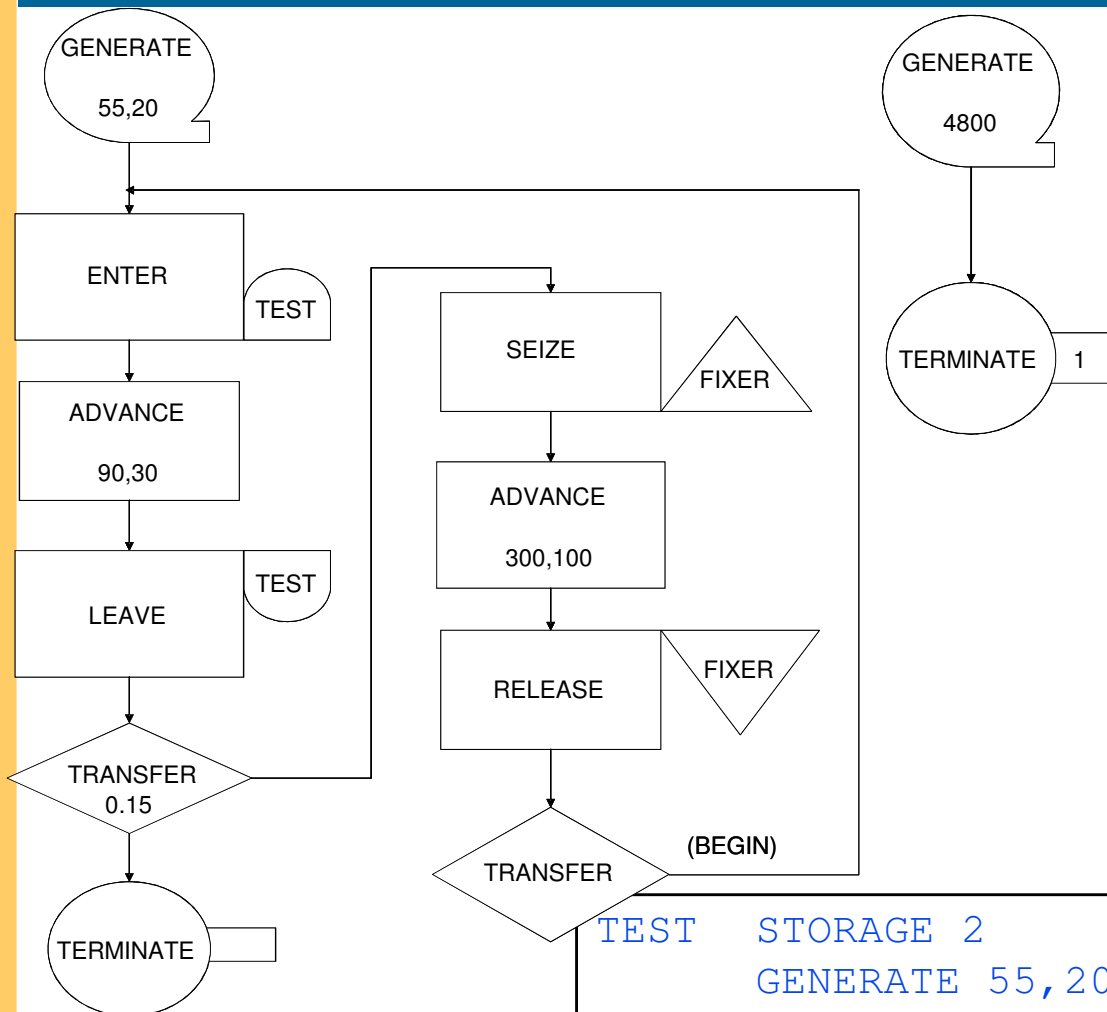 GENERATE
55,20
ENTER
TEST
ADVANCE
90,30
LEAVE
TEST
TRANSFER
0.15
TERMINATE
SEIZE
FIXER
ADVANCE
300,100
RELEASE
FIXER
TRANSFER
(BEGIN)
GENERATE
4800
TERMINATE
1
TEST STORAGE 2
GENERATE 55,20